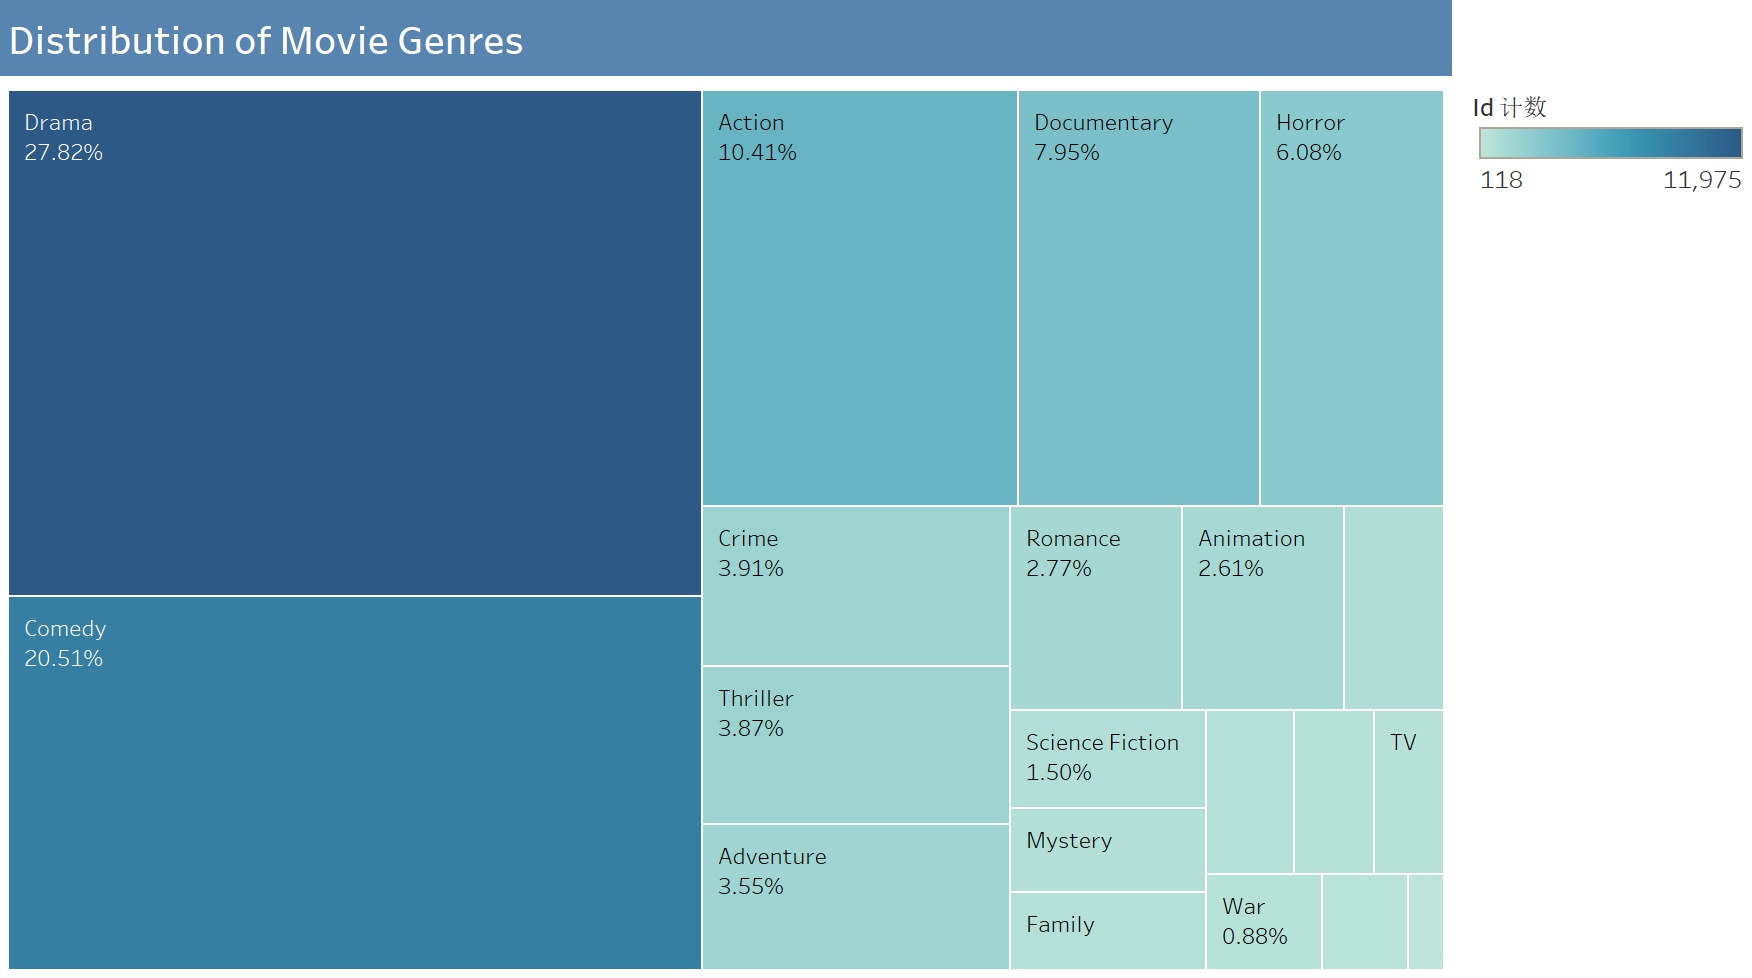 Distribution of Movie Genres
Drama
27.82%
Comedy
20.51%
Action
10.41%
Documentary
7.95%
Horror
6.08%
Crime
3.91%
Thriller
3.87%
Adventure
3.55%
Romance
2.77%
Animation
2.61%
Science Fiction
1.50%
Mystery
Family
TV
War
0.88%
Id 计数
118
11,975